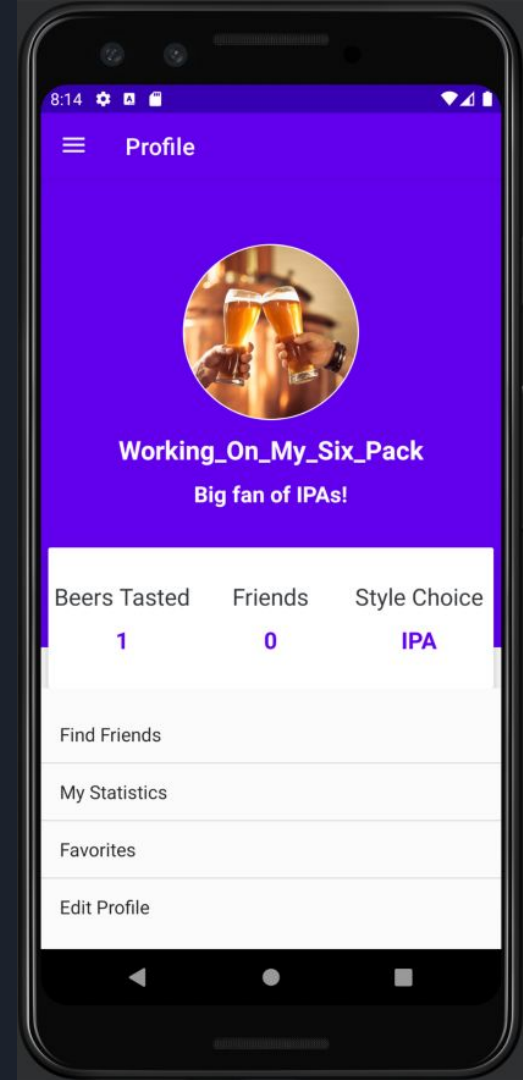 8:14
Profile
Working_On_My_Six_Pack
Big fan of IPAs!
Beers Tasted Friends Style Choice
1 0 IPA
Find Friends
My Statistics
Favorites
Edit Profile